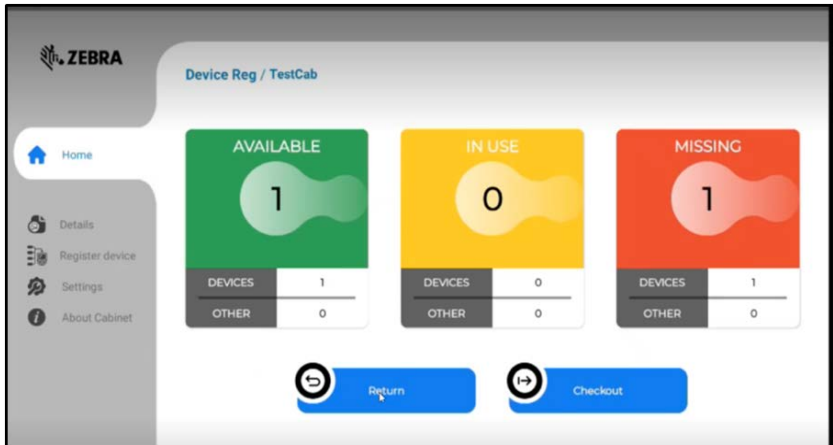 ZEBRA
Device Reg / TestCab
Home
Details
Register device
Settings
About Cabinet
AVAILABLE
1
DEVICES 1
OTHER 0
IN USE
0
DEVICES 0
OTHER 0
MISSING
1
DEVICES 1
OTHER 0
Return
Checkout